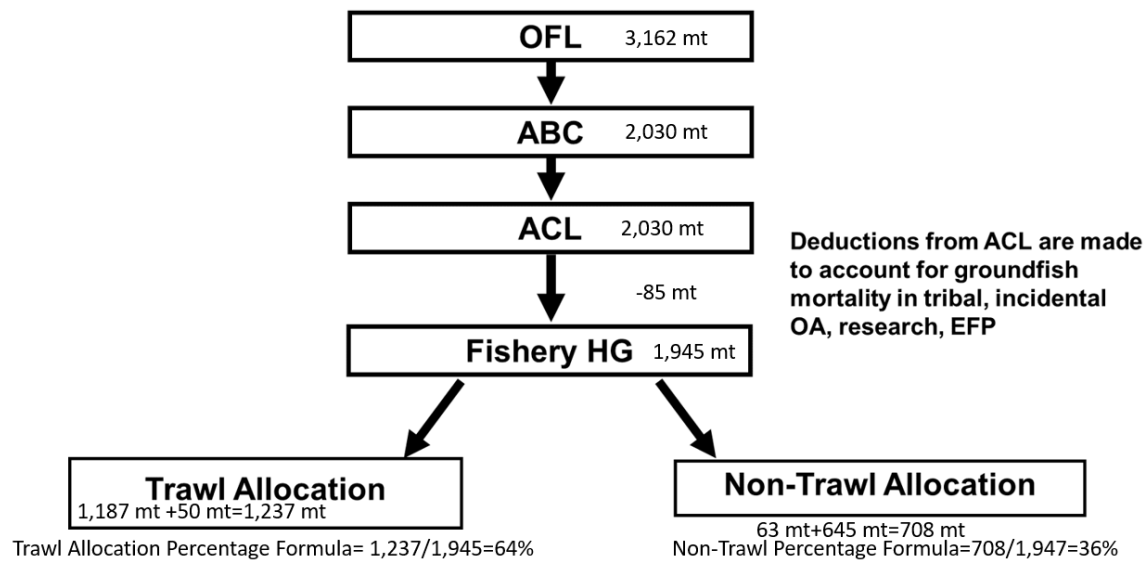 OFL 3,162 mt
ABC 2,030 mt
ACL 2,030 mt
Deductions from ACL are made
to account for groundfish
mortality in tribal, incidental
OA, research, EFP
-85 mt
Fishery HG 1,945 mt
Trawl Allocation
1,187 mt +50 mt=1,237 mt
Trawl Allocation Percentage Formula= 1,237/1,945=64%
Non-Trawl Allocation
63 mt+645 mt=708 mt
Non-Trawl Percentage Formula=708/1,947=36%